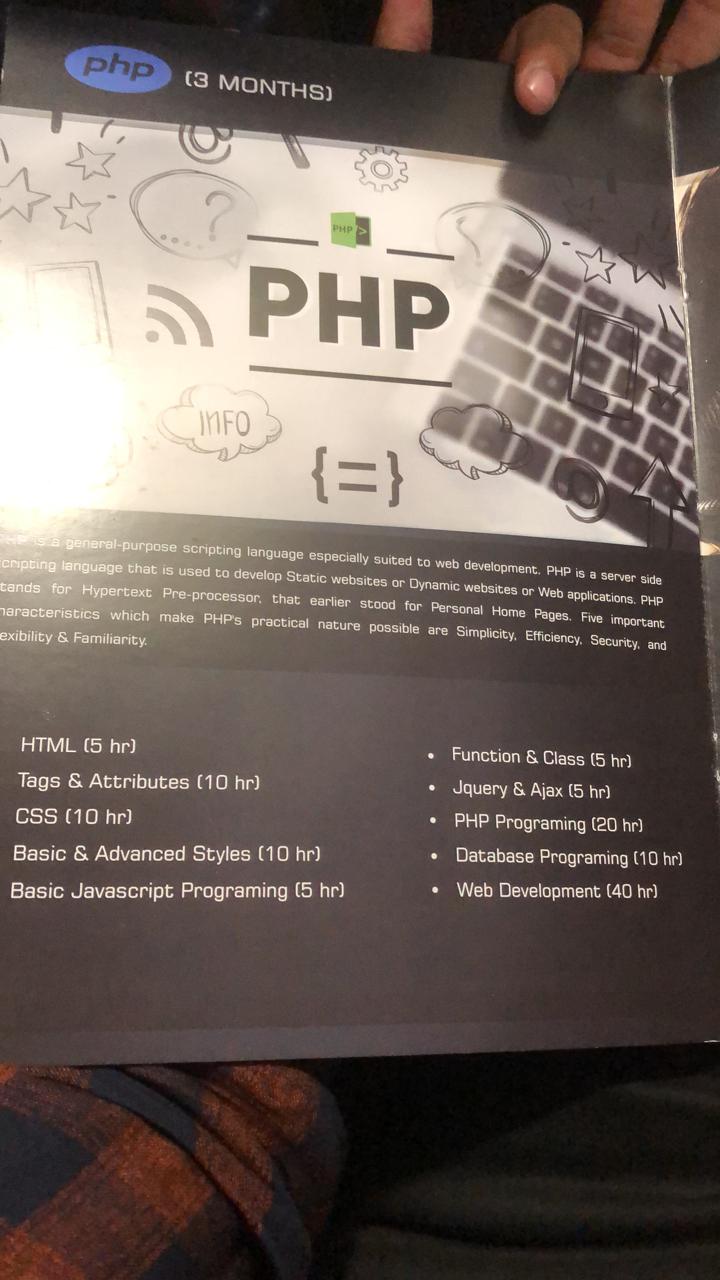 php (3 MONTHS)
PHP >
PHP
?
INFO
{=}
PHP is a general-purpose scripting language especially suited to web development. PHP is a server side
scripting language that is used to develop Static websites or Dynamic websites or Web applications. PHP
stands for Hypertext Pre-processor, that earlier stood for Personal Home Pages. Five important
characteristics which make PHP's practical nature possible are Simplicity, Efficiency, Security, and
exibility & Familiarity.
HTML (5 hr)
Tags & Attributes (10 hr)
CSS (10 hr)
Basic & Advanced Styles (10 hr)
Basic Javascript Programing (5 hr)
• Function & Class (5 hr)
• Jquery & Ajax (5 hr)
• PHP Programing (20 hr)
• Database Programing (10 hr)
• Web Development (40 hr)